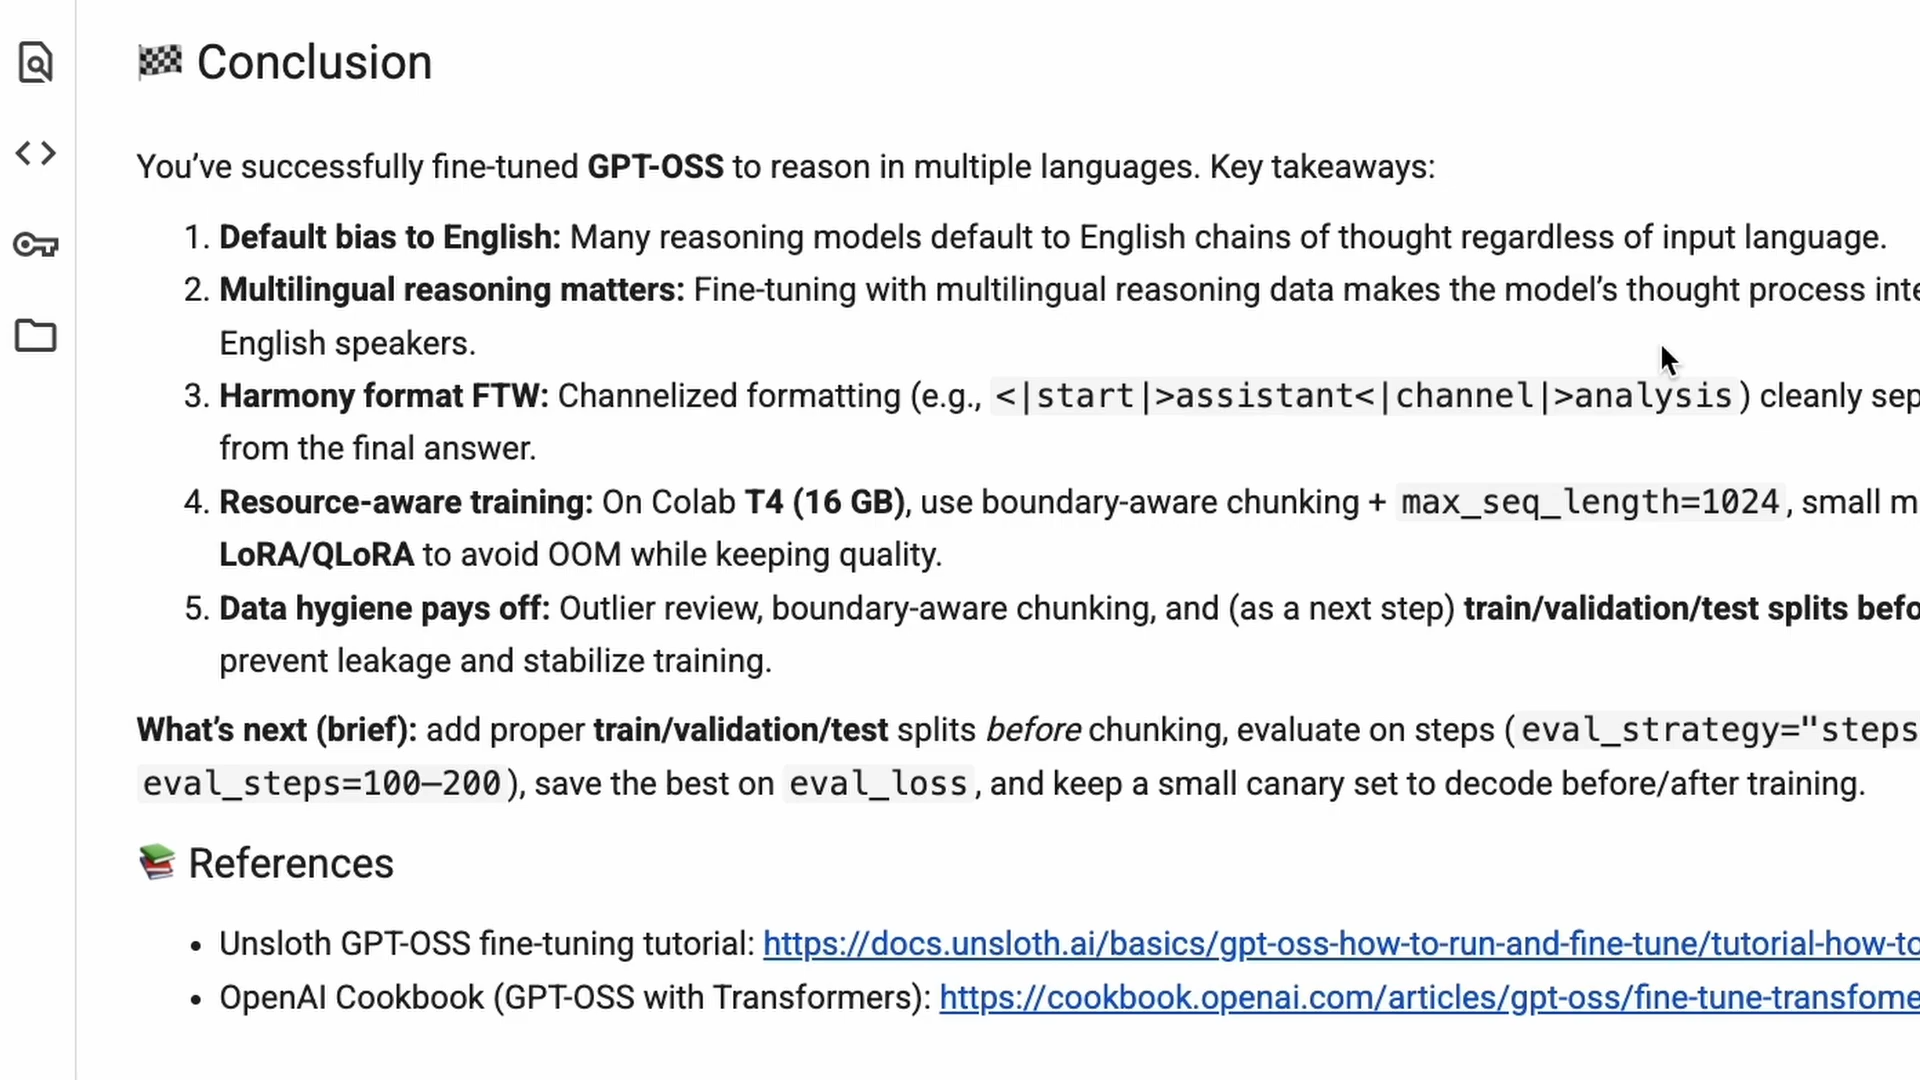 🏁 Conclusion
You’ve successfully fine-tuned GPT-OSS to reason in multiple languages. Key takeaways:
1. Default bias to English: Many reasoning models default to English chains of thought regardless of input language.
2. Multilingual reasoning matters: Fine-tuning with multilingual reasoning data makes the model’s thought process inte
English speakers.
3. Harmony format FTW: Channelized formatting (e.g., <|start|>assistant<|channel|>analysis) cleanly sep
from the final answer.
4. Resource-aware training: On Colab T4 (16 GB), use boundary-aware chunking + max_seq_length=1024, small m
LoRA/QLoRA to avoid OOM while keeping quality.
5. Data hygiene pays off: Outlier review, boundary-aware chunking, and (as a next step) train/validation/test splits befo
prevent leakage and stabilize training.
What’s next (brief): add proper train/validation/test splits before chunking, evaluate on steps (eval_strategy="steps
eval_steps=100–200), save the best on eval_loss, and keep a small canary set to decode before/after training.
📚 References
• Unsloth GPT-OSS fine-tuning tutorial: https://docs.unsloth.ai/basics/gpt-oss-how-to-run-and-fine-tune/tutorial-how-to
• OpenAI Cookbook (GPT-OSS with Transformers): https://cookbook.openai.com/articles/gpt-oss/fine-tune-transfome